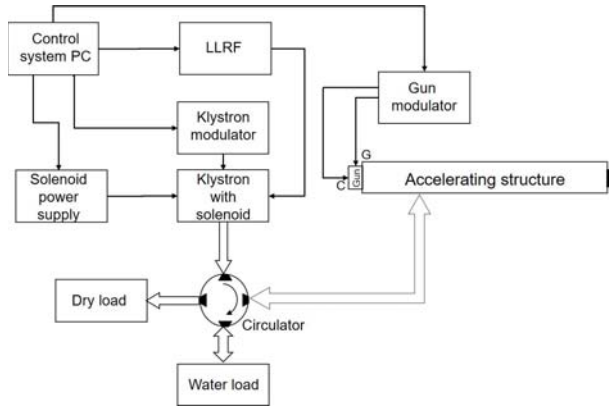 Control
system PC
LLRF
Gun
modulator
Klystron
modulator
G
Gun
C
Accelerating structure
Solenoid
power
supply
Klystron
with
solenoid
Dry load
Circulator
Water load